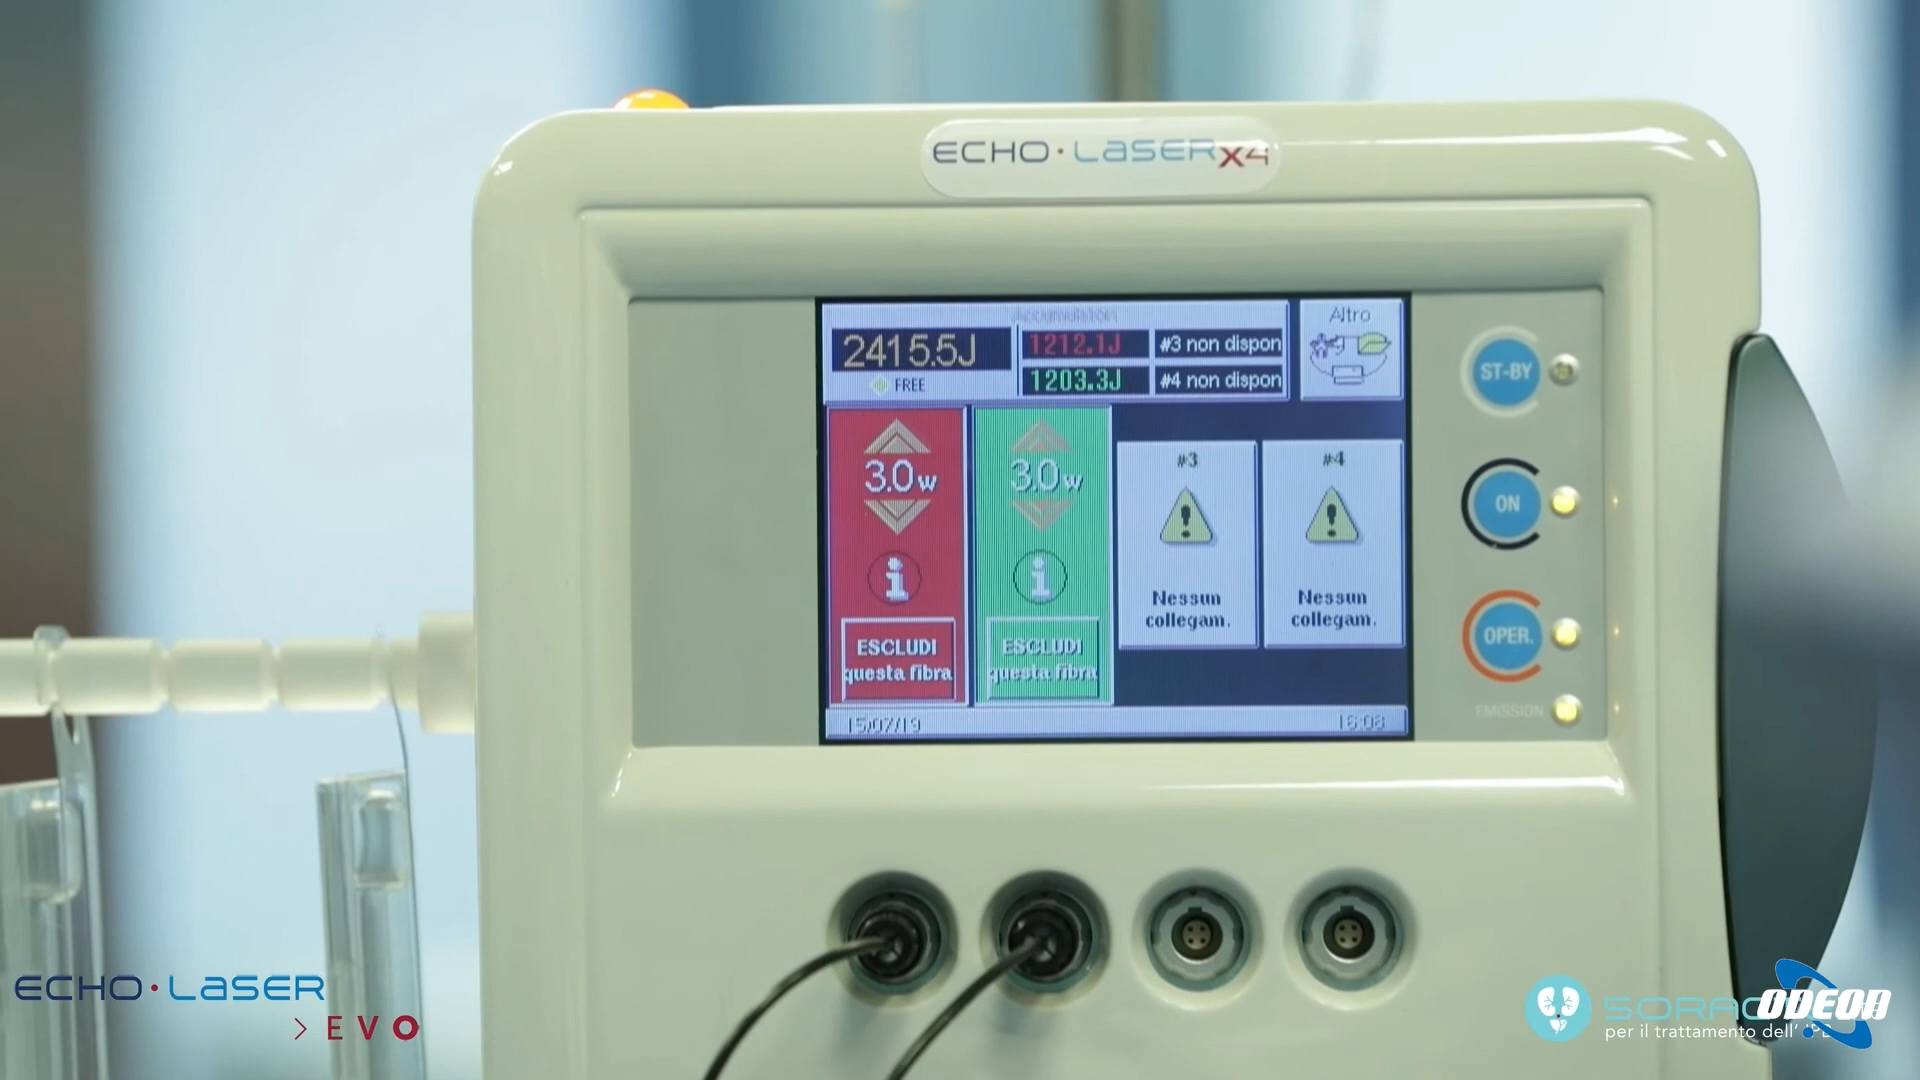 ECHO·LASER X4
Accumulatori
Altro
2415.5J
1212.1J
#3 non dispon
FREE
1203.3J
#4 non dispon
ST-BY
3.0w
3.0w
#3
#4
ON
i
i
Nessun
collegam.
Nessun
collegam.
ESCLUDI
questa fibra
ESCLUDI
questa fibra
OPER.
EMISSION
15/07/19
16:08
ECHO·LASER
> EVO
ODEON
per il trattamento dell'IPB